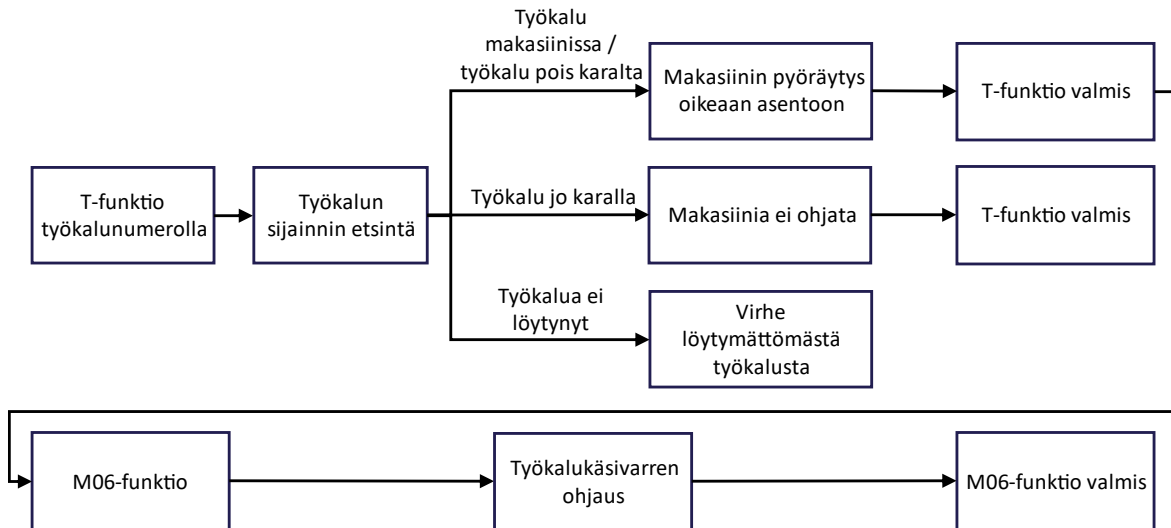 Työkalu
makasiinissa /
työkalu pois karalta
Makasiinin pyöräytys
oikeaan asentoon
T-funktio valmis
T-funktio
työkalunumerolla
Työkalun
sijainnin etsintä
Työkalu jo karalla
Makasiinia ei ohjata
T-funktio valmis
Työkalua ei
löytynyt
Virhe
löytymättömästä
työkalusta
M06-funktio
Työkalukäsivarren
ohjaus
M06-funktio valmis